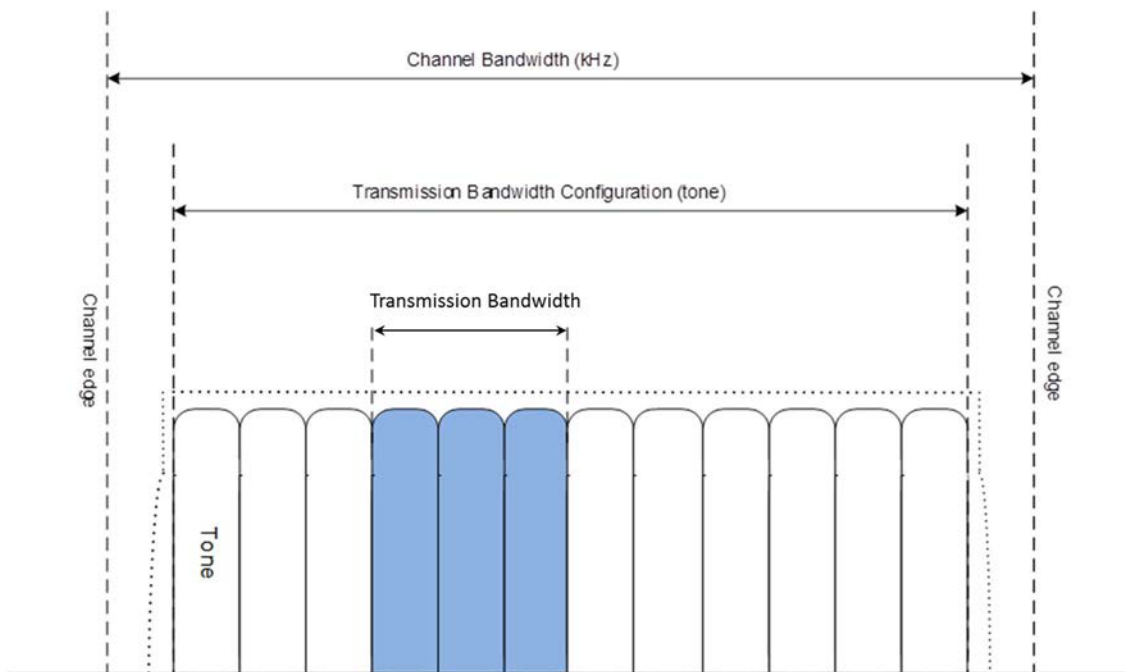 Channel Bandwidth (kHz)
Transmission Bandwidth Configuration (tone)
Transmission Bandwidth
Channel edge
Channel edge
Tone